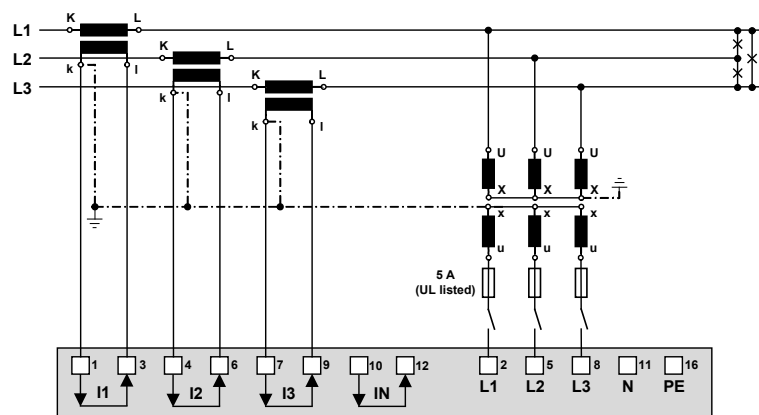 K L
L1
K L
L2
k l
K L
L3
k l
k l
U U U
X X X
x x x
u u u
5 A
(UL listed)
1 3 4 6 7 9 10 12 2 5 8 11 16
I1 I2 I3 IN L1 L2 L3 N PE